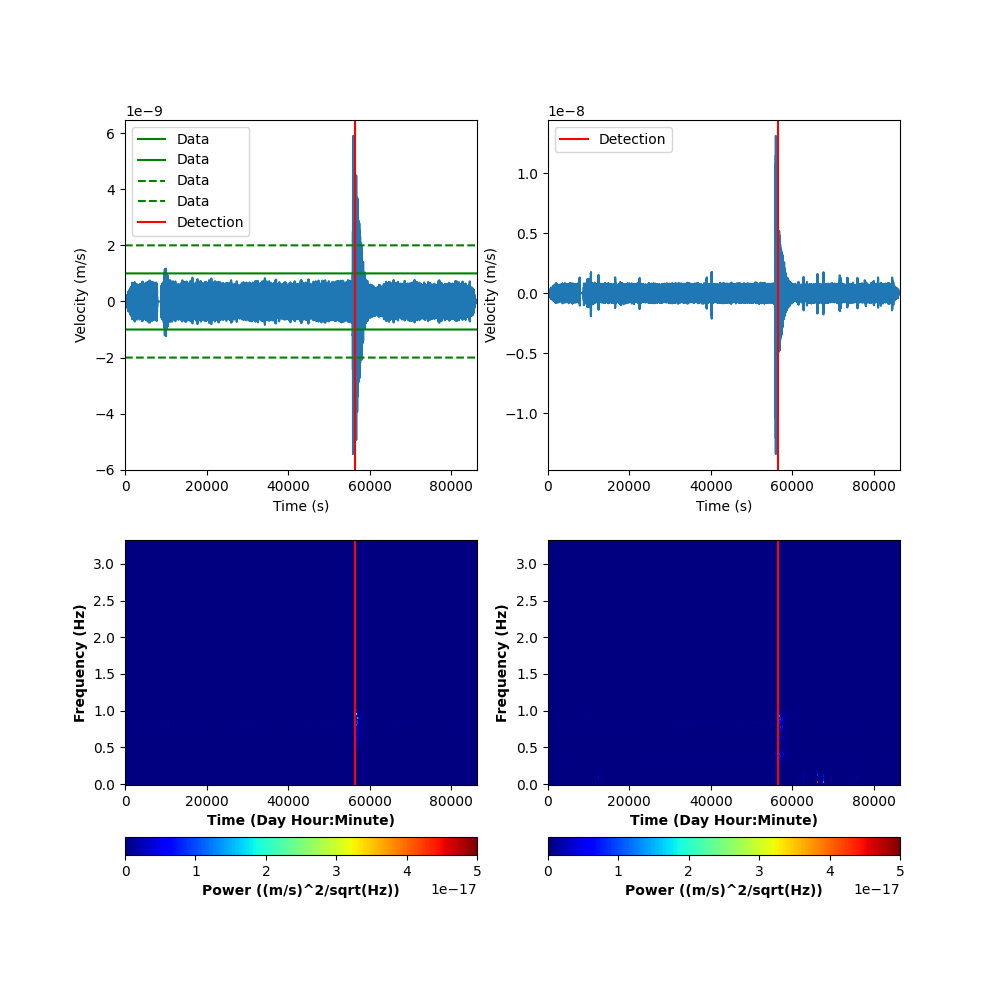 1e−9
6
4
2
0
−2
−4
−6
Velocity (m/s)
Data
Data
Data
Data
Detection
0 20000 40000 60000 80000
Time (s)
1e−8
1.0
0.5
0.0
−0.5
−1.0
Velocity (m/s)
Detection
0 20000 40000 60000 80000
Time (s)
3.0
2.5
2.0
1.5
1.0
0.5
0.0
Frequency (Hz)
0 20000 40000 60000 80000
Time (Day Hour:Minute)
3.0
2.5
2.0
1.5
1.0
0.5
0.0
Frequency (Hz)
0 20000 40000 60000 80000
Time (Day Hour:Minute)
0 1 2 3 4 5
Power ((m/s)^2/sqrt(Hz)) 1e−17
0 1 2 3 4 5
Power ((m/s)^2/sqrt(Hz)) 1e−17